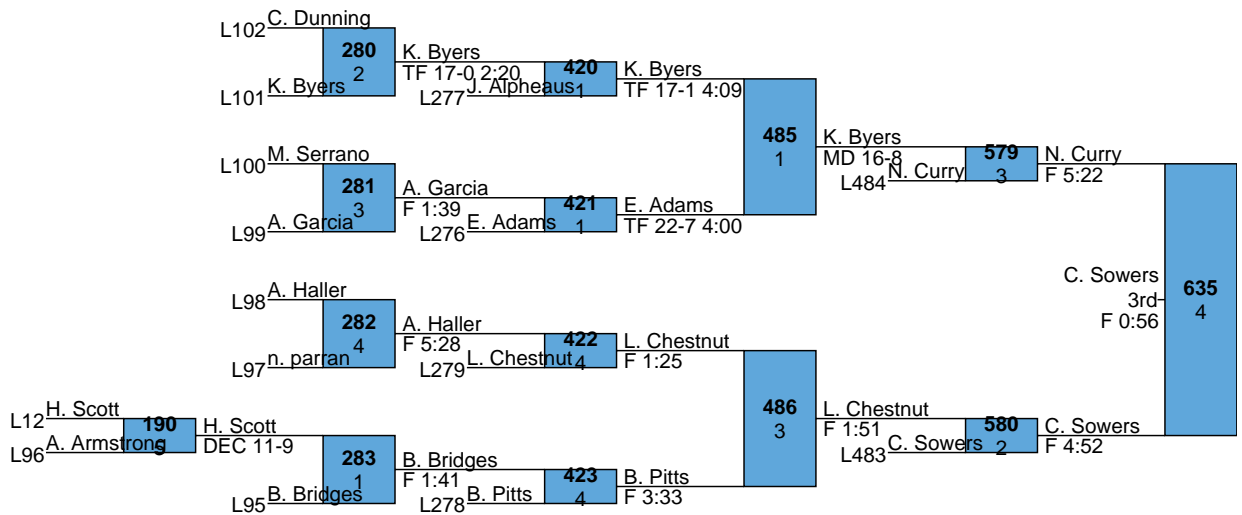 L102 C. Dunning
280
2
L101 K. Byers
K. Byers
TF 17-0 2:20
L277 J. Alpheaus
420
1
K. Byers
TF 17-1 4:09
L100 M. Serrano
281
3
L99 A. Garcia
A. Garcia
F 1:39
L276 E. Adams
421
1
E. Adams
TF 22-7 4:00
485
1
K. Byers
MD 16-8
L484 N. Curry
579
3
N. Curry
F 5:22
L98 A. Haller
282
4
L97 n. parran
A. Haller
F 5:28
L279 L. Chestnut
422
4
L. Chestnut
F 1:25
L12 H. Scott
190
5
L96 A. Armstrong
H. Scott
DEC 11-9
283
1
L95 B. Bridges
B. Bridges
F 1:41
L278 B. Pitts
423
4
B. Pitts
F 3:33
486
3
L. Chestnut
F 1:51
L483 C. Sowers
580
2
C. Sowers
F 4:52
635
4
C. Sowers
3rd
F 0:56